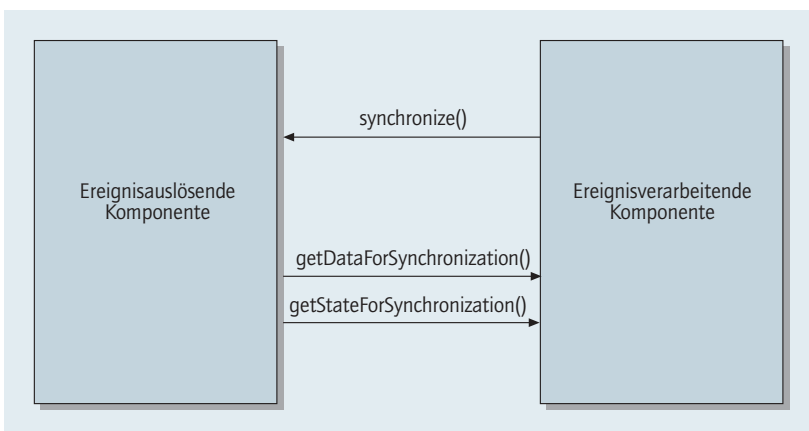 synchronize()
Ereignisauslösende
Komponente
Ereignisverarbeitende
Komponente
getDataForSynchronization()
getStateForSynchronization()